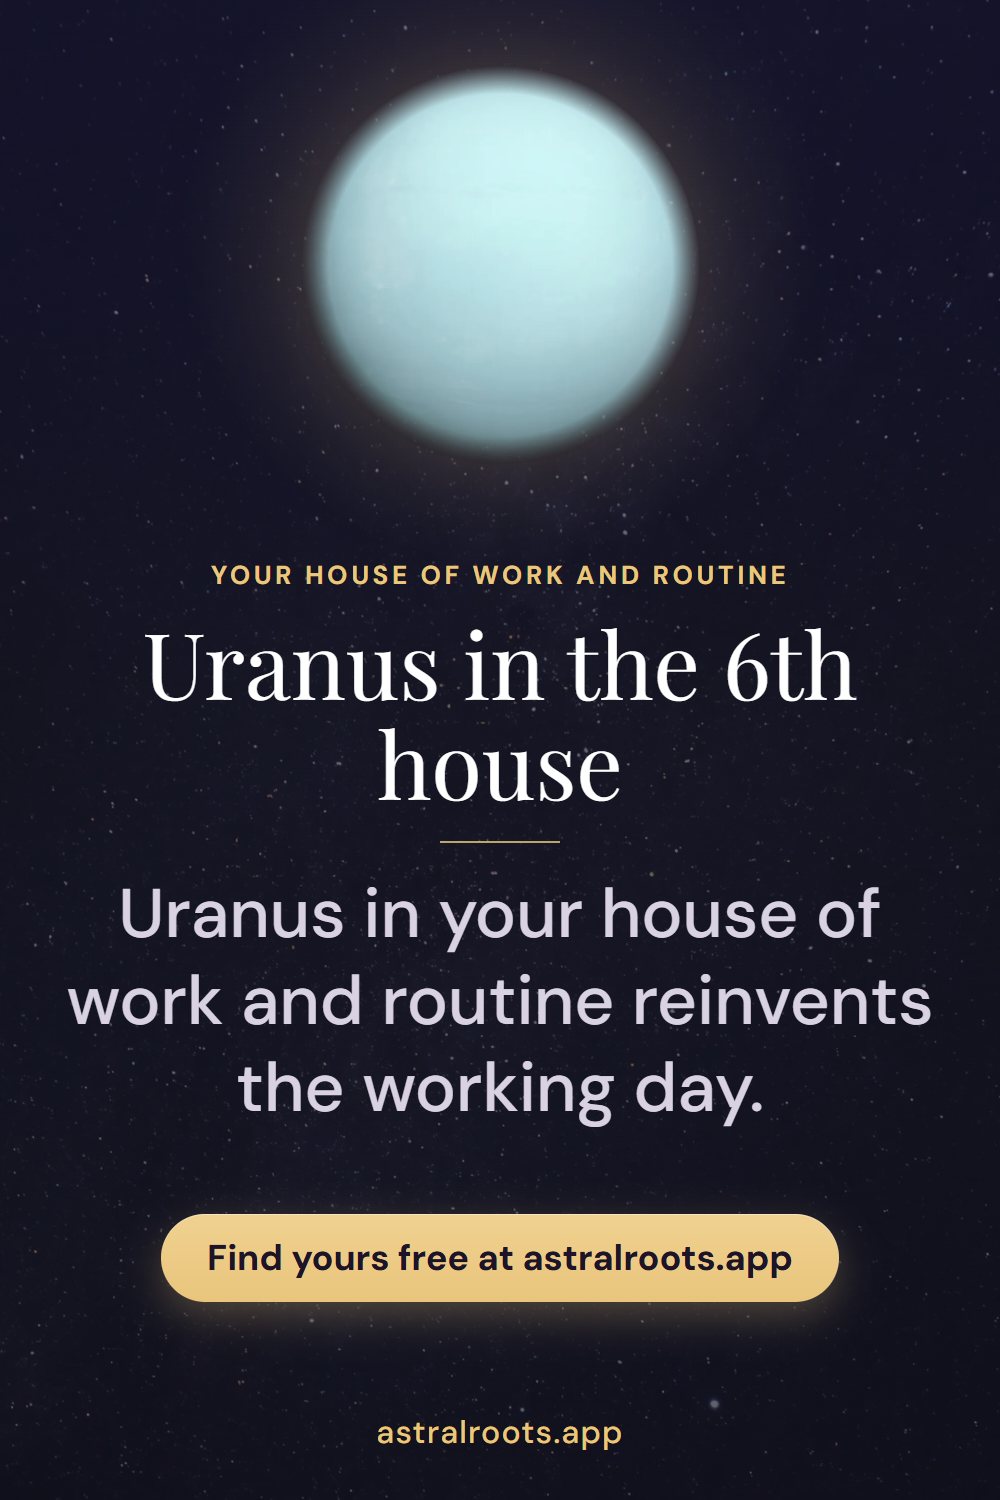 YOUR HOUSE OF WORK AND ROUTINE
Uranus in the 6th
house
Uranus in your house of
work and routine reinvents
the working day.
Find yours free at astralroots.app
astralroots.app